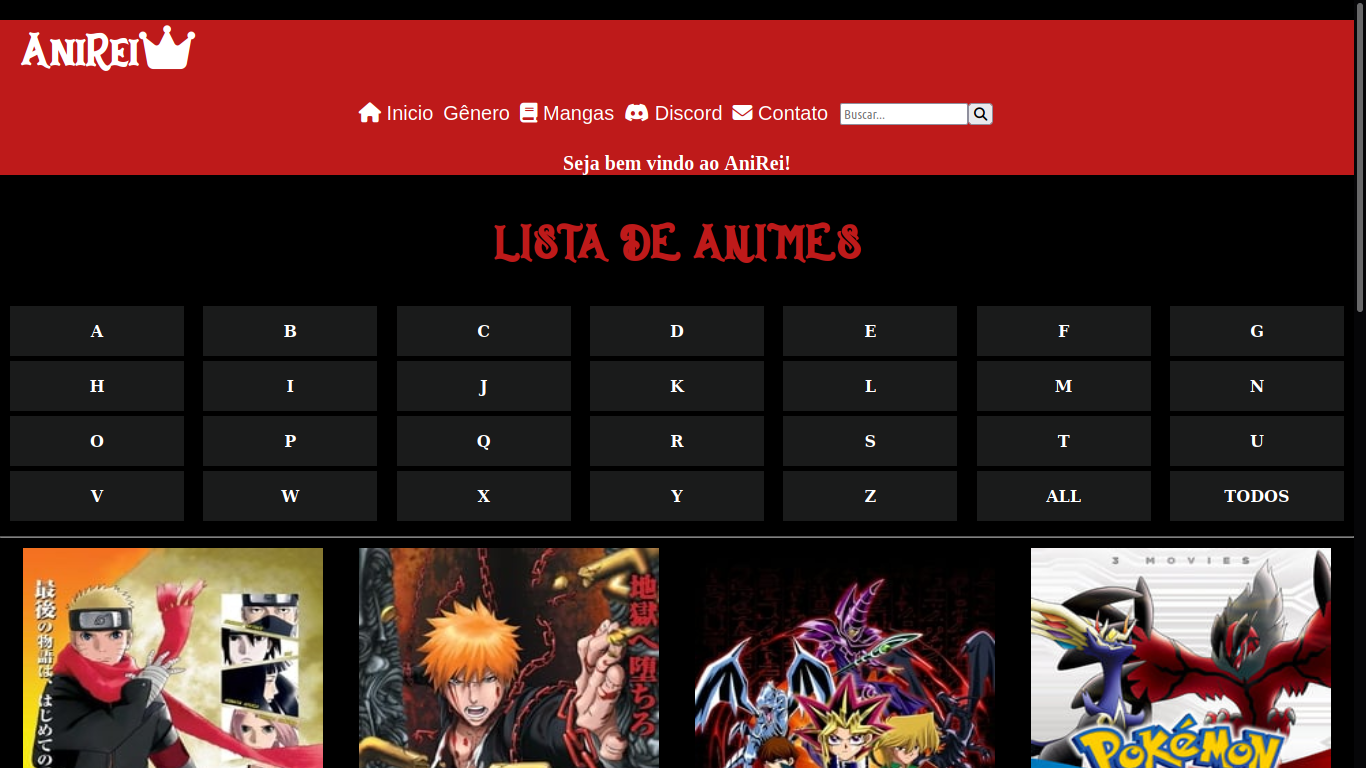 AniRei
Inicio Gênero Mangas Discord Contato Buscar...
Seja bem vindo ao AniRei!
LISTA DE ANIMES
A B C D E F G
H I J K L M N
O P Q R S T U
V W X Y Z ALL TODOS
3 MOVIES
最後の物語は、はじめての
地獄へ堕ちろ
POKÉMON